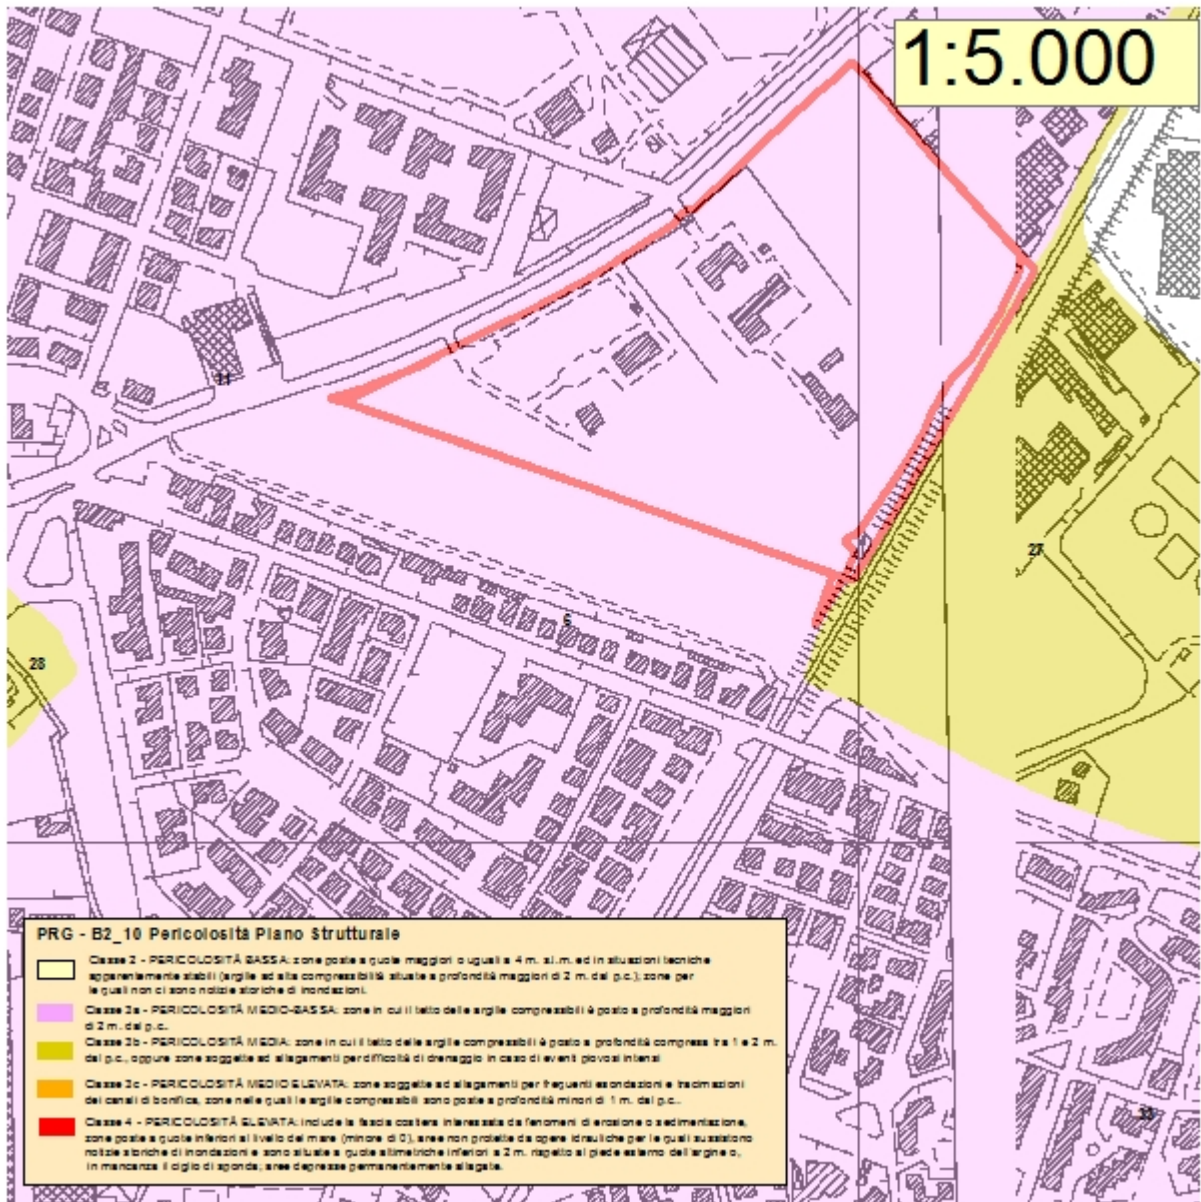 1:5.000
11
27
6
28
33
PRG - B2_10 Pericolosità Piano Strutturale
Classe 2 - PERICOLOSITÀ BASSA: zone poste a quote maggiori o uguali a 4 m. s.l.m. ed in situazioni tecniche
apparentemente stabili (argille ad alta compressibilità situate a profondità maggiori di 2 m. dal p.c.); zone per
le quali non ci sono notizie storiche di inondazioni.
Classe 3a - PERICOLOSITÀ MEDIO-BASSA: zone in cui il tetto delle argille compressibili è posto a profondità maggiori
di 2 m. dal p.c..
Classe 3b - PERICOLOSITÀ MEDIA: zone in cui il tetto delle argille compressibili è posto a profondità compresa tra 1 e 2 m.
dal p.c., oppure zone soggette ad allagamenti per difficoltà di drenaggio in caso di eventi piovosi intensi
Classe 3c - PERICOLOSITÀ MEDIO ELEVATA: zone soggette ad allagamenti per frequenti esondazioni e tracimazioni
dei canali di bonifica, zone nelle quali le argille compressibili sono poste a profondità minori di 1 m. dal p.c..
Classe 4 - PERICOLOSITÀ ELEVATA: include la fascia costiera interessata da fenomeni di erosione o sedimentazione,
zone poste a quote inferiori al livello del mare (minore di 0), aree non protette da opere idrauliche per le quali sussistono
notizie storiche di inondazioni e sono situate a quote altimetriche inferiori a 2 m. rispetto al piede esterno dell'argine o,
in mancanza il ciglio di sponda; aree depresse permanentemente allagate.